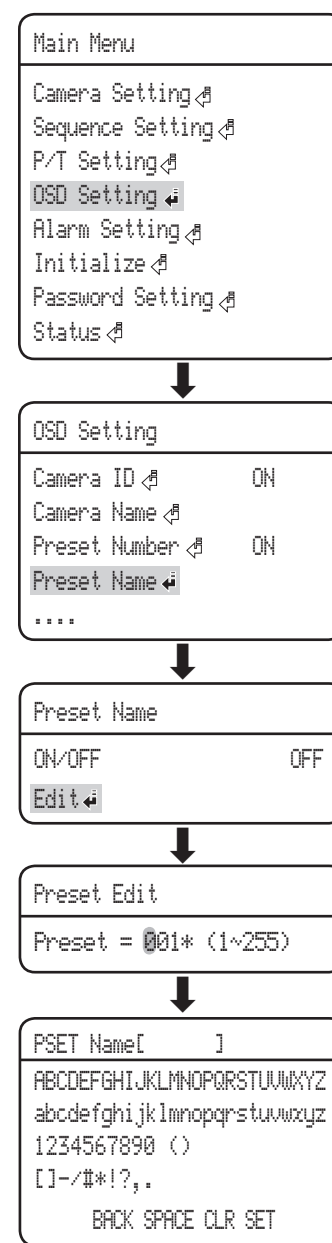 Main Menu
Camera Setting
Sequence Setting
P/T Setting
OSD Setting
Alarm Setting
Initialize
Password Setting
Status
OSD Setting
Camera ID ON
Camera Name
Preset Number ON
Preset Name
....
Preset Name
ON/OFF OFF
Edit
Preset Edit
Preset = 001* (1~255)
PSET Name[ ]
ABCDEFGHIJKLMNOPQRSTUVWXYZ
abcdefghijklmnopqrstuvwxyz
1234567890 ()
[]-/#*!?,.
BACK SPACE CLR SET